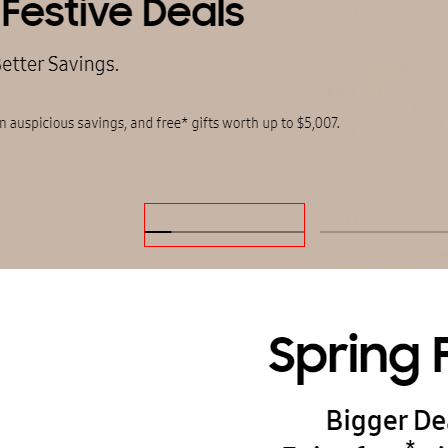 Festive Deals
etter Savings.
n auspicious savings, and free* gifts worth up to $5,007.
Spring F
Bigger De